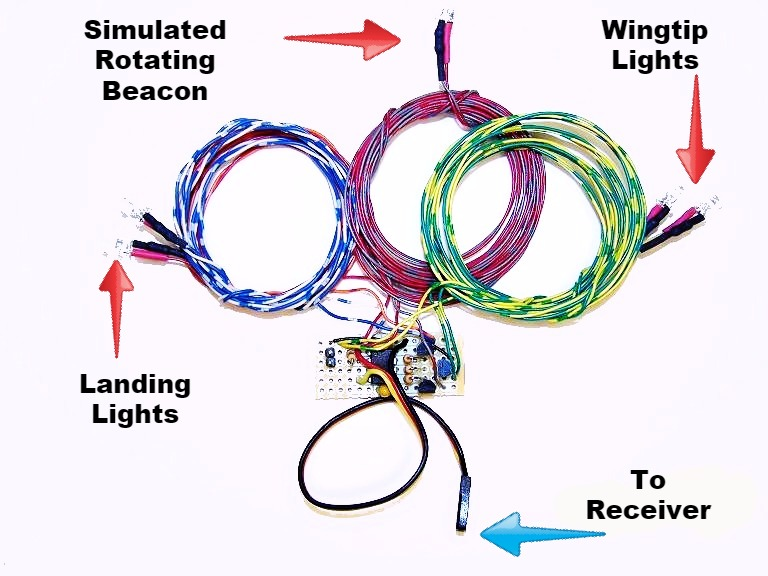 Simulated
Rotating
Beacon
Wingtip
Lights
Landing
Lights
To
Receiver